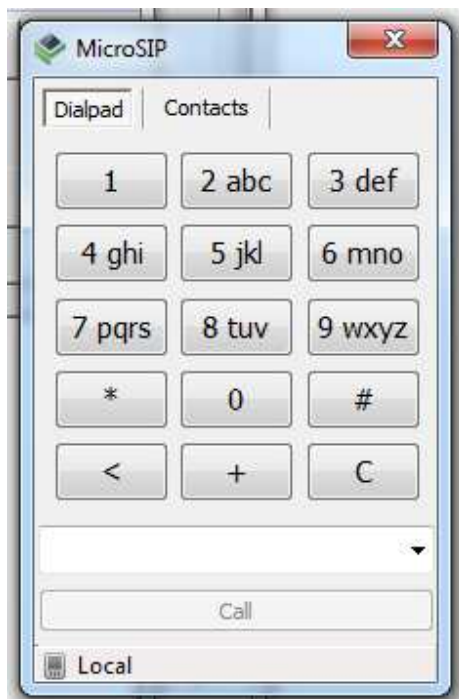 MicroSIP
Dialpad Contacts
1 2 abc 3 def
4 ghi 5 jkl 6 mno
7 pqrs 8 tuv 9 wxyz
* 0 #
< + C
Call
Local